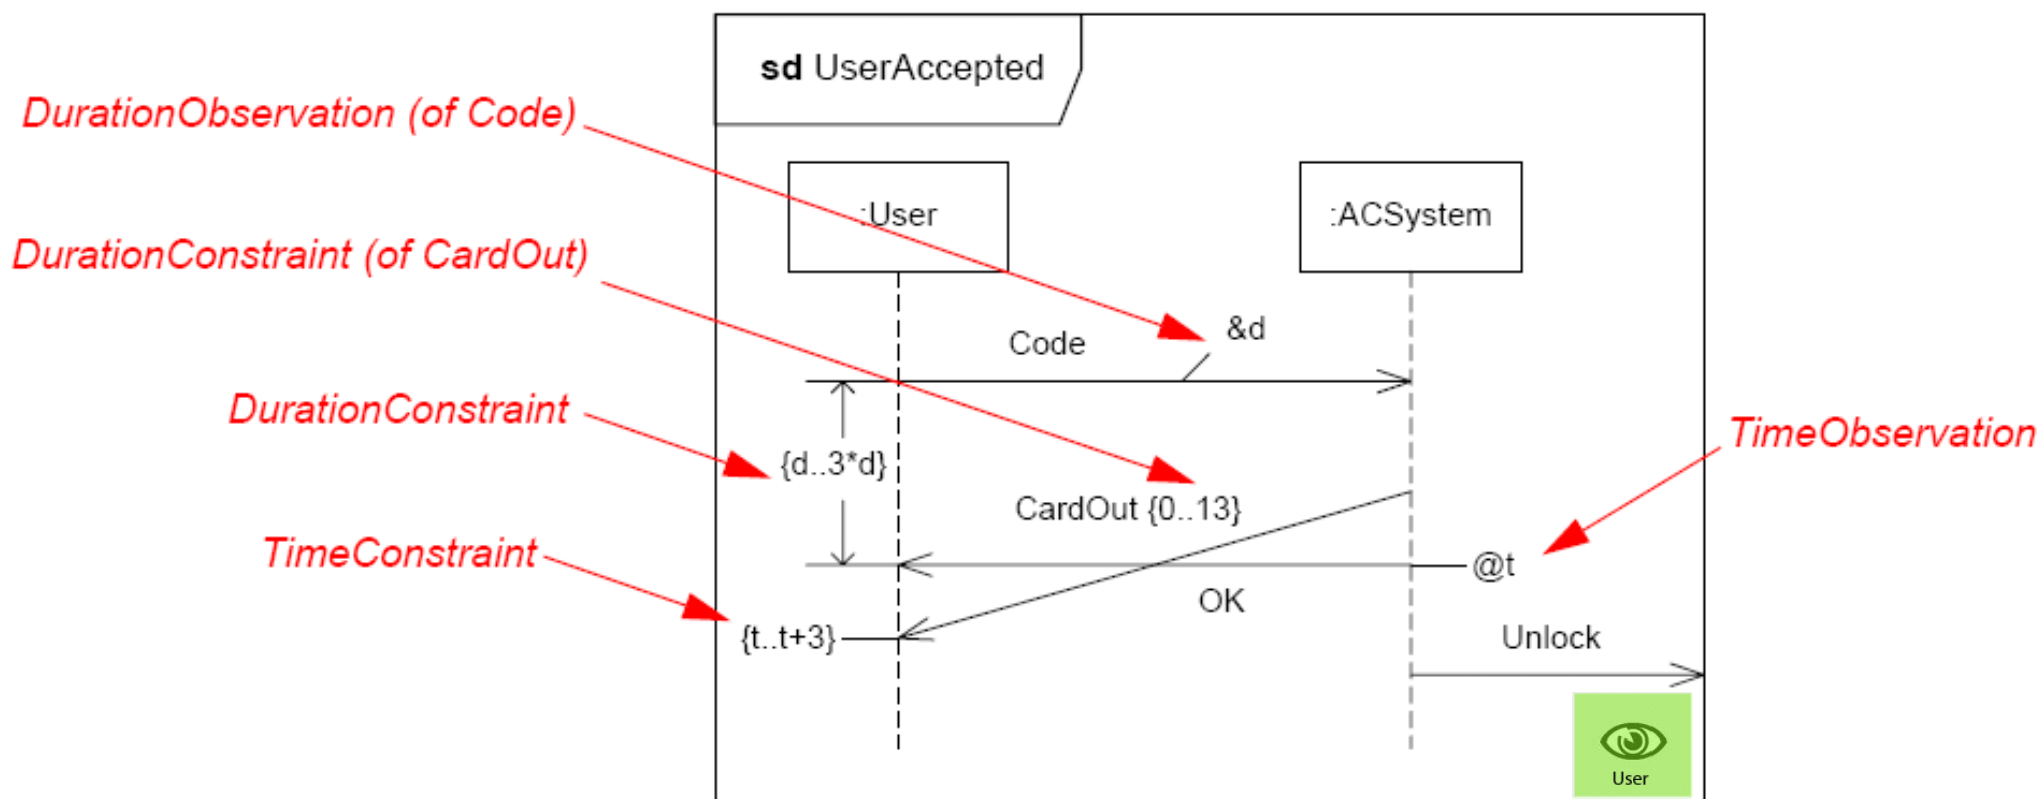 sd UserAccepted
DurationObservation (of Code)
:User
:ACSystem
DurationConstraint (of CardOut)
&d
Code
DurationConstraint
TimeObservation
{d..3*d}
CardOut {0..13}
TimeConstraint
@t
OK
{t..t+3}
Unlock
User